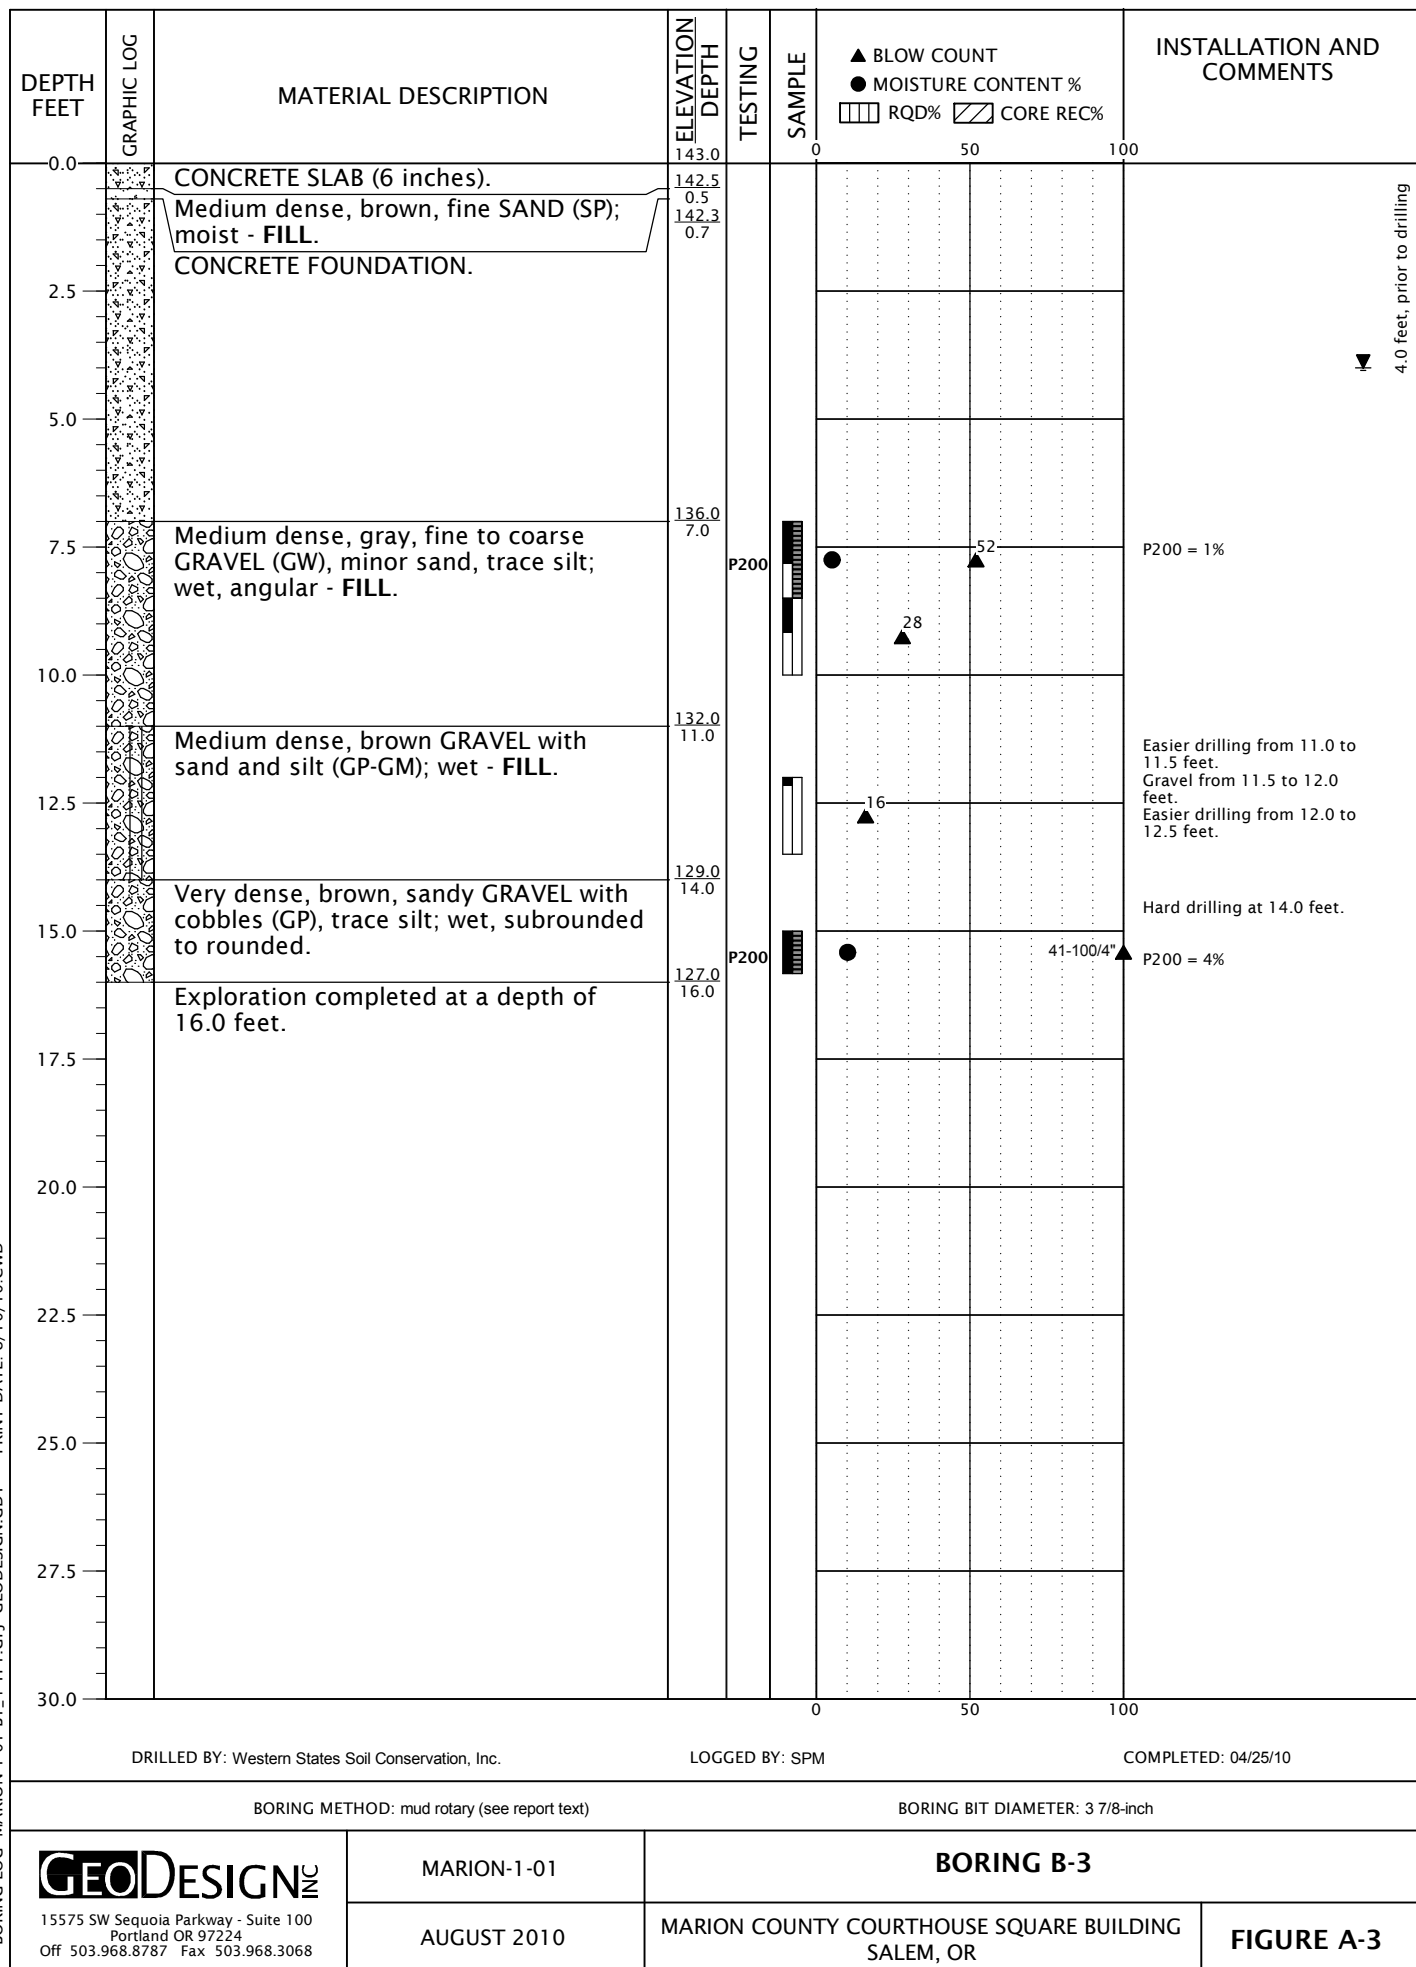 DEPTH
FEET
GRAPHIC LOG
MATERIAL DESCRIPTION
ELEVATION
DEPTH
TESTING
SAMPLE
▲ BLOW COUNT
● MOISTURE CONTENT %
RQD% CORE REC%
INSTALLATION AND
COMMENTS
143.0
0 50 100
0.0
CONCRETE SLAB (6 inches).
142.5
0.5
Medium dense, brown, fine SAND (SP);
moist - FILL.
142.3
0.7
CONCRETE FOUNDATION.
4.0 feet, prior to drilling
2.5
5.0
136.0
7.0
Medium dense, gray, fine to coarse
GRAVEL (GW), minor sand, trace silt;
wet, angular - FILL.
7.5
P200
52
P200 = 1%
28
10.0
132.0
11.0
Medium dense, brown GRAVEL with
sand and silt (GP-GM); wet - FILL.
Easier drilling from 11.0 to
11.5 feet.
Gravel from 11.5 to 12.0
feet.
Easier drilling from 12.0 to
12.5 feet.
12.5
16
129.0
14.0
Very dense, brown, sandy GRAVEL with
cobbles (GP), trace silt; wet, subrounded
to rounded.
Hard drilling at 14.0 feet.
15.0
P200
41-100/4"
P200 = 4%
127.0
16.0
Exploration completed at a depth of
16.0 feet.
17.5
20.0
22.5
25.0
27.5
30.0
0 50 100
DRILLED BY: Western States Soil Conservation, Inc.
LOGGED BY: SPM
COMPLETED: 04/25/10
BORING METHOD: mud rotary (see report text)
BORING BIT DIAMETER: 3 7/8-inch
GEODESIGN INC
15575 SW Sequoia Parkway - Suite 100
Portland OR 97224
Off 503.968.8787 Fax 503.968.3068
MARION-1-01
AUGUST 2010
BORING B-3
MARION COUNTY COURTHOUSE SQUARE BUILDING
SALEM, OR
FIGURE A-3